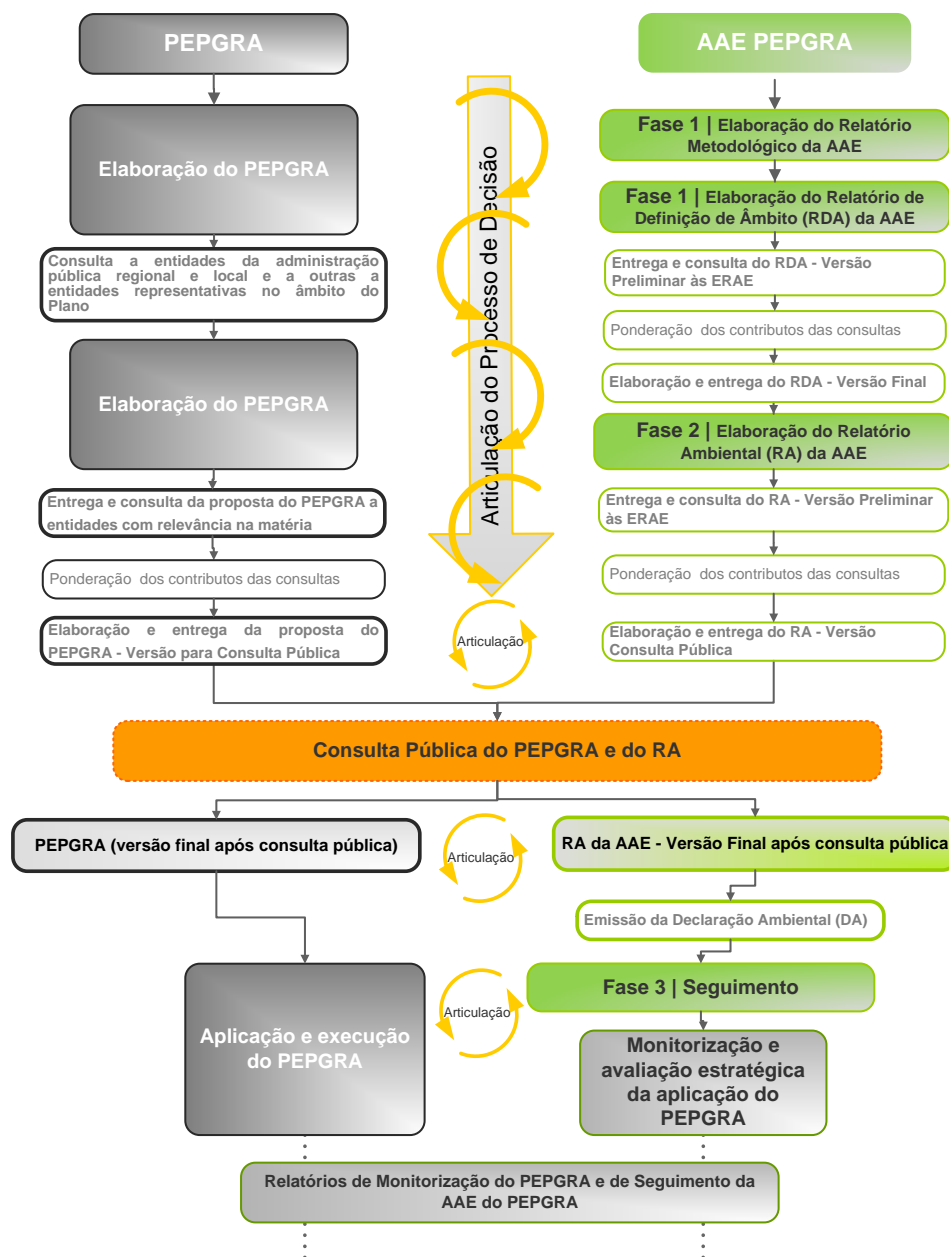 PEPGRA
AAE PEPGRA
Elaboração do PEPGRA
Consulta a entidades da administração
pública regional e local e a outras a
entidades representativas no âmbito do
Plano
Elaboração do PEPGRA
Entrega e consulta da proposta do PEPGRA a
entidades com relevância na matéria
Ponderação dos contributos das consultas
Elaboração e entrega da proposta do
PEPGRA - Versão para Consulta Pública
Articulação do Processo de Decisão
Articulação
Fase 1 | Elaboração do Relatório
Metodológico da AAE
Fase 1 | Elaboração do Relatório de
Definição de Âmbito (RDA) da AAE
Entrega e consulta do RDA - Versão
Preliminar às ERAE
Ponderação dos contributos das consultas
Elaboração e entrega do RDA - Versão Final
Fase 2 | Elaboração do Relatório
Ambiental (RA) da AAE
Entrega e consulta do RA - Versão Preliminar
às ERAE
Ponderação dos contributos das consultas
Elaboração e entrega do RA - Versão
Consulta Pública
Consulta Pública do PEPGRA e do RA
PEPGRA (versão final após consulta pública)
Articulação
RA da AAE - Versão Final após consulta pública
Emissão da Declaração Ambiental (DA)
Aplicação e execução
do PEPGRA
Articulação
Fase 3 | Seguimento
Monitorização e
avaliação estratégica
da aplicação do
PEPGRA
Relatórios de Monitorização do PEPGRA e de Seguimento da
AAE do PEPGRA